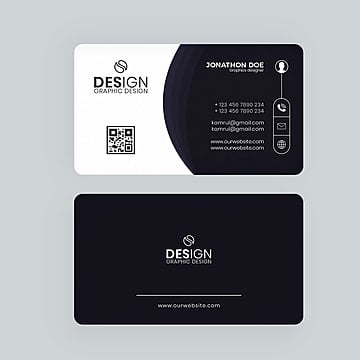 DESIGN
GRAPHIC DESIGN
JONATHON DOE
Graphics designer
+ 123 456 7890 234
+ 123 456 7890 234
kamrul@gmail.com
kamrul@gmail.com
www.ourwebsite.com
www.ourwebsite.com
DESIGN
GRAPHIC DESIGN
www.ourwebsite.com